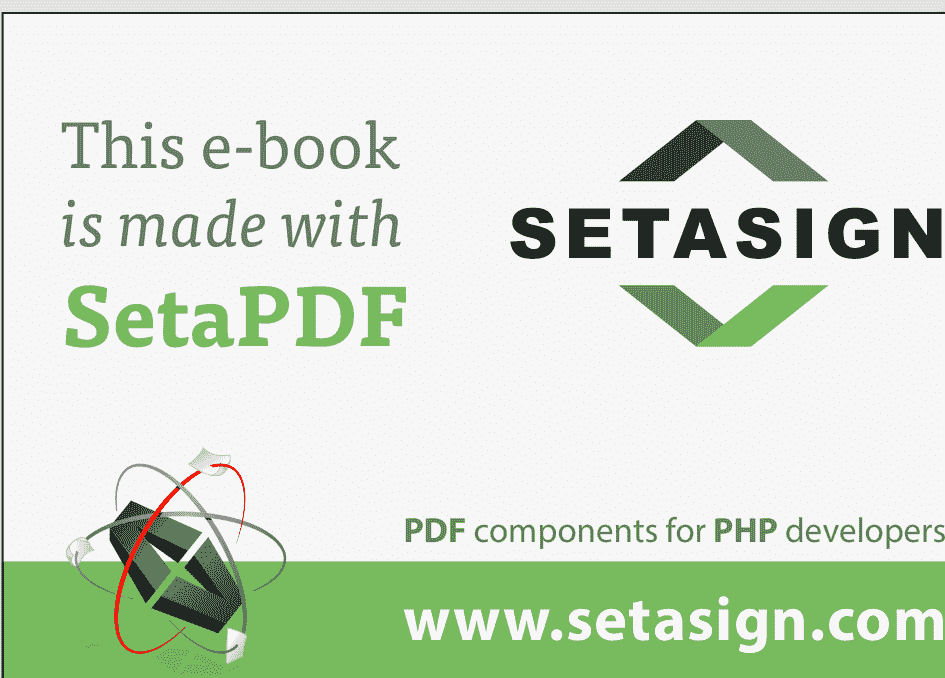 This e-book
is made with
SetaPDF
SETASIGN
PDF components for PHP developers
www.setasign.com